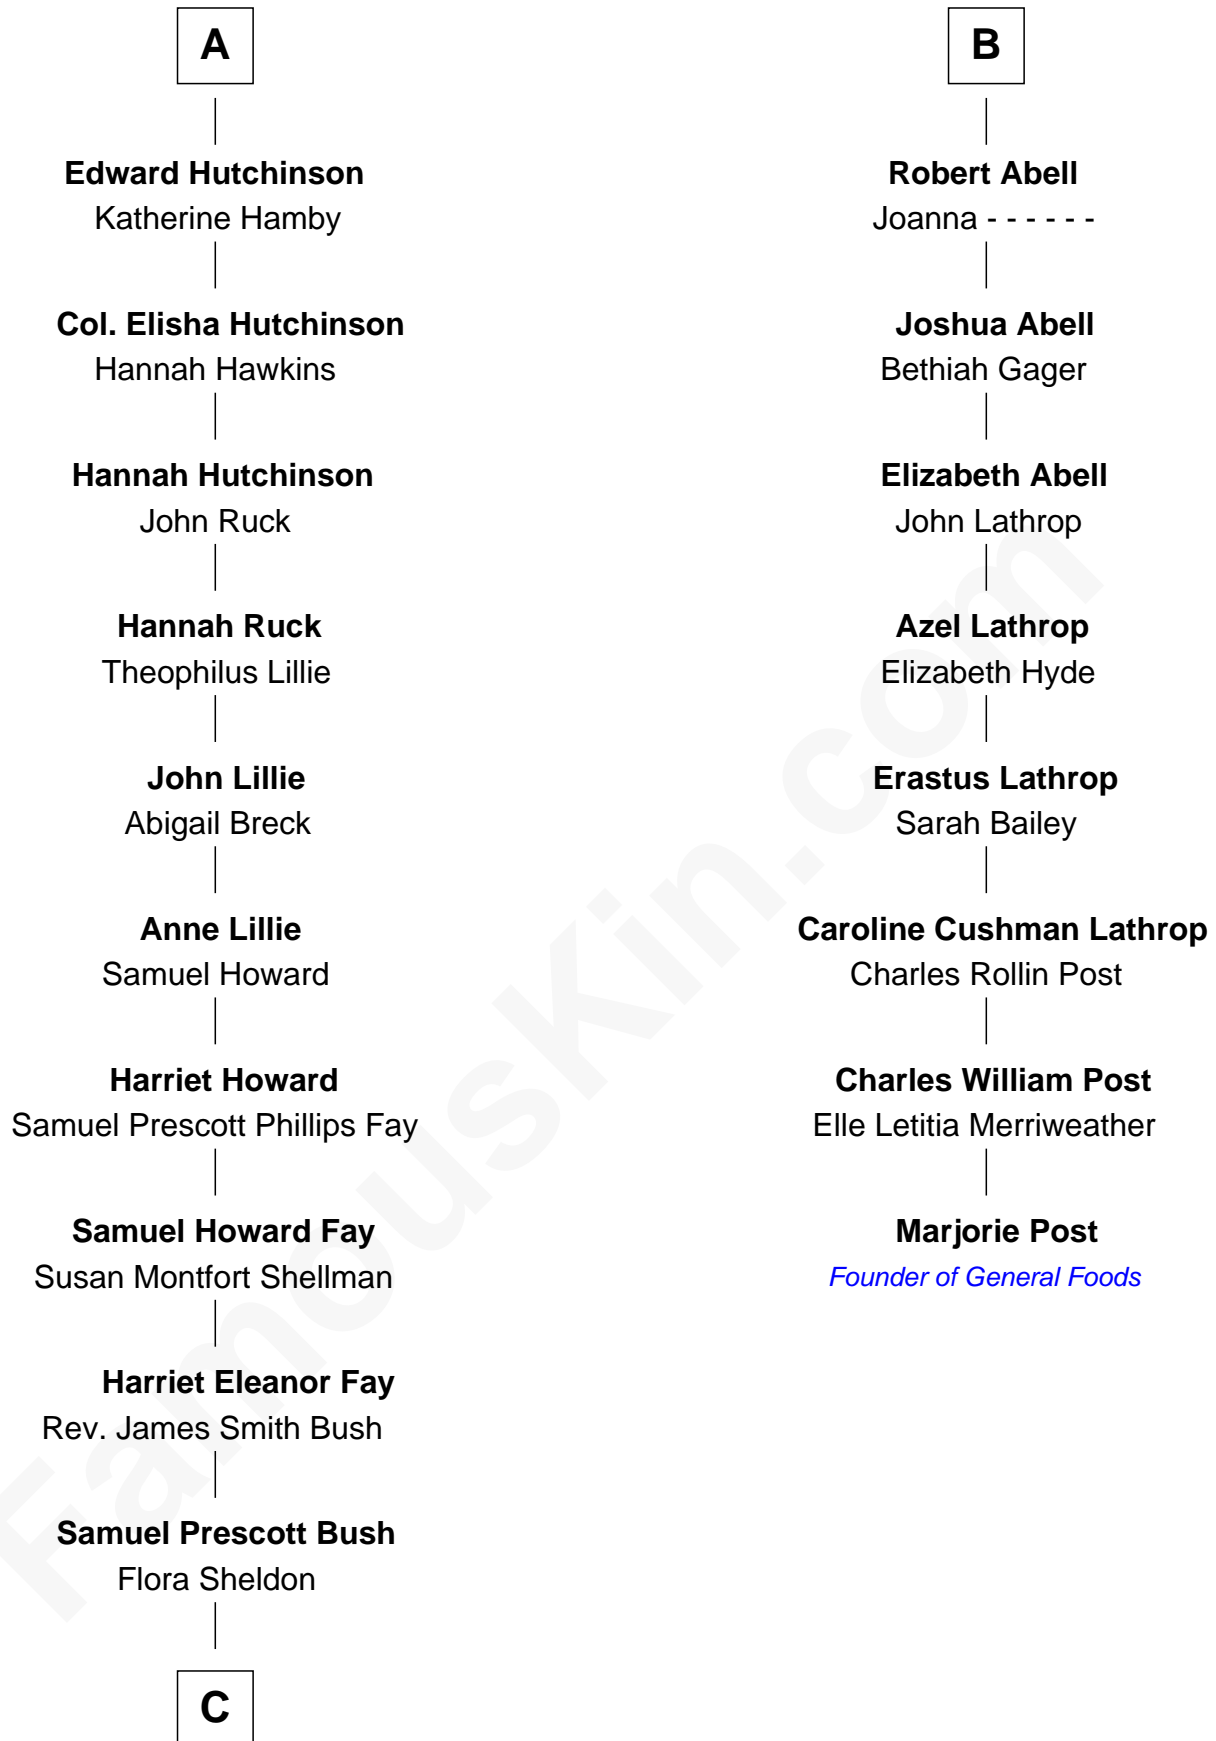 A
Edward Hutchinson
Katherine Hamby
Col. Elisha Hutchinson
Hannah Hawkins
Hannah Hutchinson
John Ruck
Hannah Ruck
Theophilus Lillie
John Lillie
Abigail Breck
Anne Lillie
Samuel Howard
Harriet Howard
Samuel Prescott Phillips Fay
Samuel Howard Fay
Susan Montfort Shellman
Harriet Eleanor Fay
Rev. James Smith Bush
Samuel Prescott Bush
Flora Sheldon
C
B
Robert Abell
Joanna - - - - - -
Joshua Abell
Bethiah Gager
Elizabeth Abell
John Lathrop
Azel Lathrop
Elizabeth Hyde
Erastus Lathrop
Sarah Bailey
Caroline Cushman Lathrop
Charles Rollin Post
Charles William Post
Elle Letitia Merriweather
Marjorie Post
Founder of General Foods
FamousKin.com